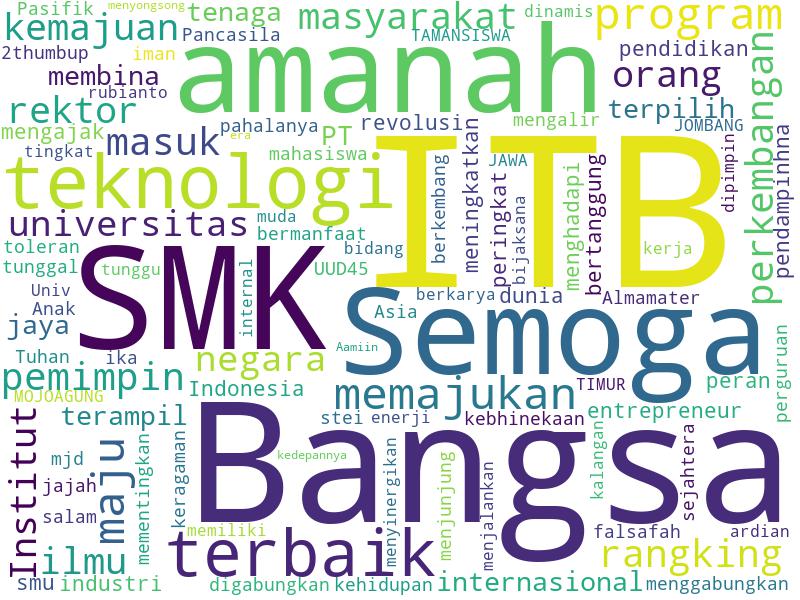 Pasifik
menyongsong
tenaga
masyarakat
dinamis
program
kemajuan
Pancasila
TAMANSISWA
2thumbup
iman
amanah
pendidikan
membina
orang
rubianto
rektor
terpilih
perkembangan
pahalanya
revolusi
mengalir
mengajak
masuk
PT
JOMBANG
era
tingkat
mahasiswa
ITB
teknologi
JAWA
berkembang
meningkatkan
peringkat
bijaksana
menghadapi
bertanggung
dipimpin
pendampinhna
universitas
muda
bermanfaat
toleran
bidang
kerja
tunggal
tunggu
SMK
internal
UUD45
Univ
Anak
berkarya
dunia
Almamater
jaya
Asia
Semoga
Tuhan
ika
Aamiin
negara
perguruan
pemimpin
Indonesia
memajukan
TIMUR
peran
MOJOAGUNG
terampil
stei
enerji
kebhinekaan
entrepreneur
Institut
maju
mementingkan
keragaman
Bangsa
kalangan
sejahtera
mjd
kedepannya
jajah
menyinergikan
menjunjung
menjalankan
salam
memiliki
terbaik
falsafah
ardian
ilmu
rangking
smu
industri
digabungkan
kehidupan
internasional
menggabungkan